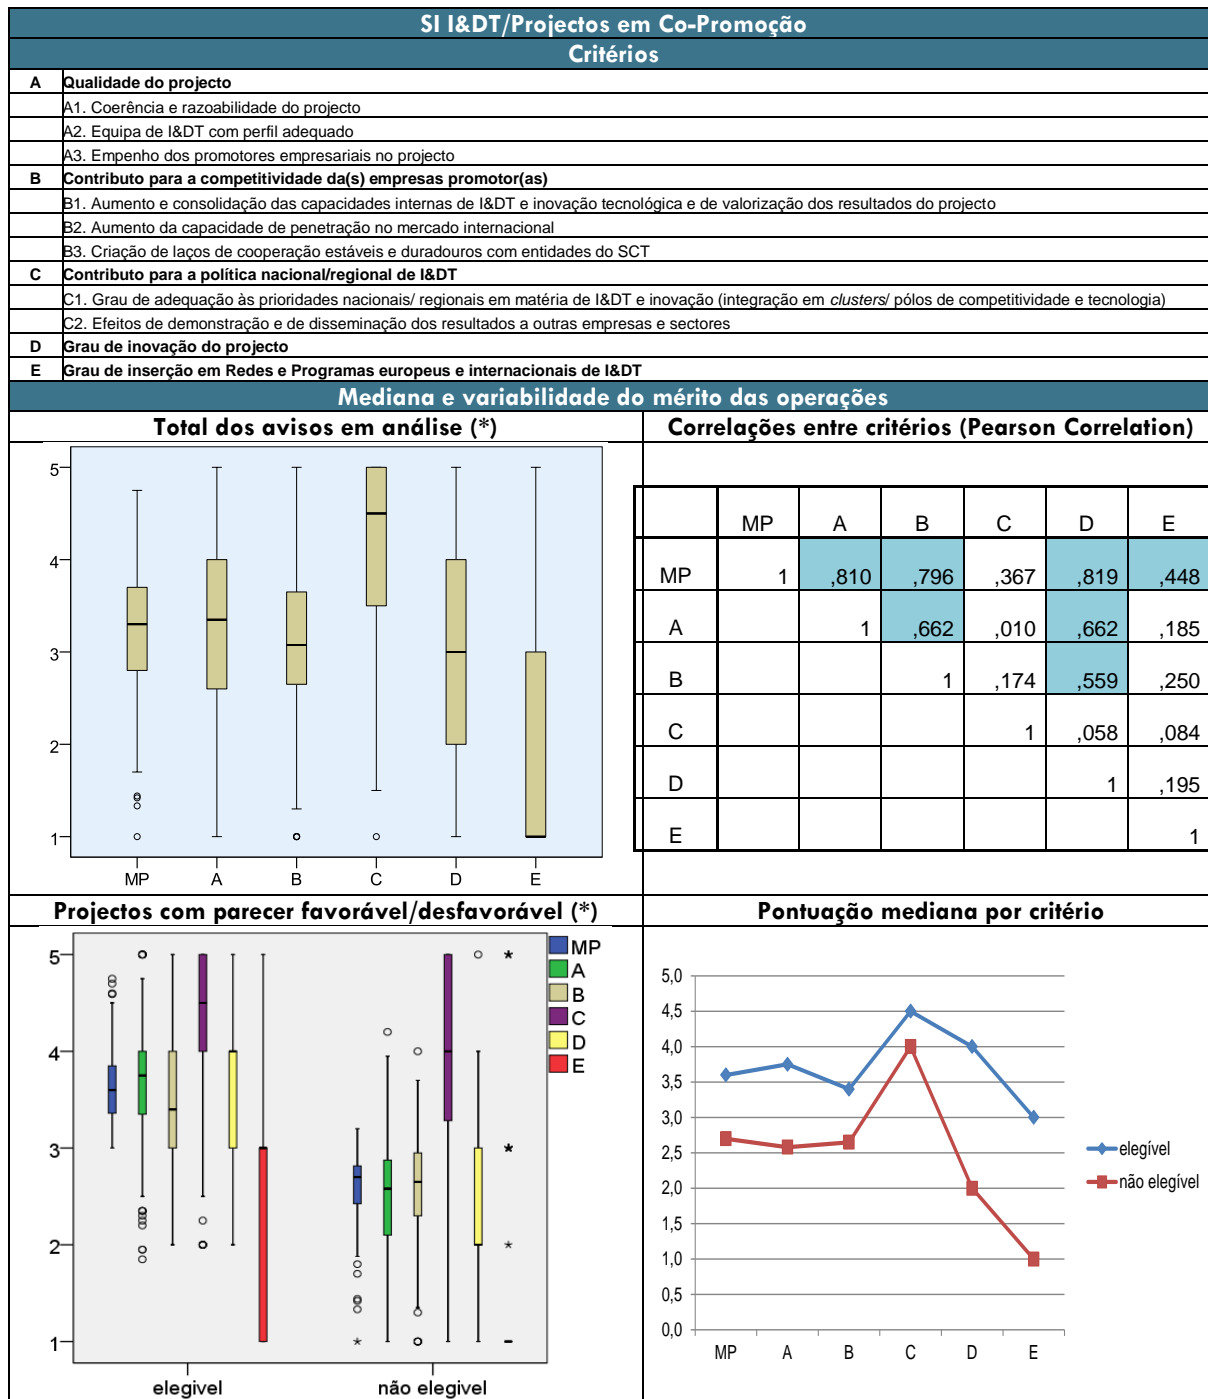 SI I&DT/Projectos em Co-Promoção
Critérios
A Qualidade do projecto
A1. Coerência e razoabilidade do projecto
A2. Equipa de I&DT com perfil adequado
A3. Empenho dos promotores empresariais no projecto
B Contributo para a competitividade da(s) empresas promotor(as)
B1. Aumento e consolidação das capacidades internas de I&DT e inovação tecnológica e de valorização dos resultados do projecto
B2. Aumento da capacidade de penetração no mercado internacional
B3. Criação de laços de cooperação estáveis e duradouros com entidades do SCT
C Contributo para a política nacional/regional de I&DT
C1. Grau de adequação às prioridades nacionais/ regionais em matéria de I&DT e inovação (integração em clusters/ pólos de competitividade e tecnologia)
C2. Efeitos de demonstração e de disseminação dos resultados a outras empresas e sectores
D Grau de inovação do projecto
E Grau de inserção em Redes e Programas europeus e internacionais de I&DT
Mediana e variabilidade do mérito das operações
Total dos avisos em análise (*)
5
4
3
2
1
MP A B C D E
Correlações entre critérios (Pearson Correlation)
MP A B C D E
MP 1 ,810 ,796 ,367 ,819 ,448
A 1 ,662 ,010 ,662 ,185
B 1 ,174 ,559 ,250
C 1 ,058 ,084
D 1 ,195
E 1
Projectos com parecer favorável/desfavorável (*)
5
4
3
2
1
elegivel não elegivel
MP
A
B
C
D
E
Pontuação mediana por critério
5,0
4,5
4,0
3,5
3,0
2,5
2,0
1,5
1,0
0,5
0,0
MP A B C D E
elegível
não elegível